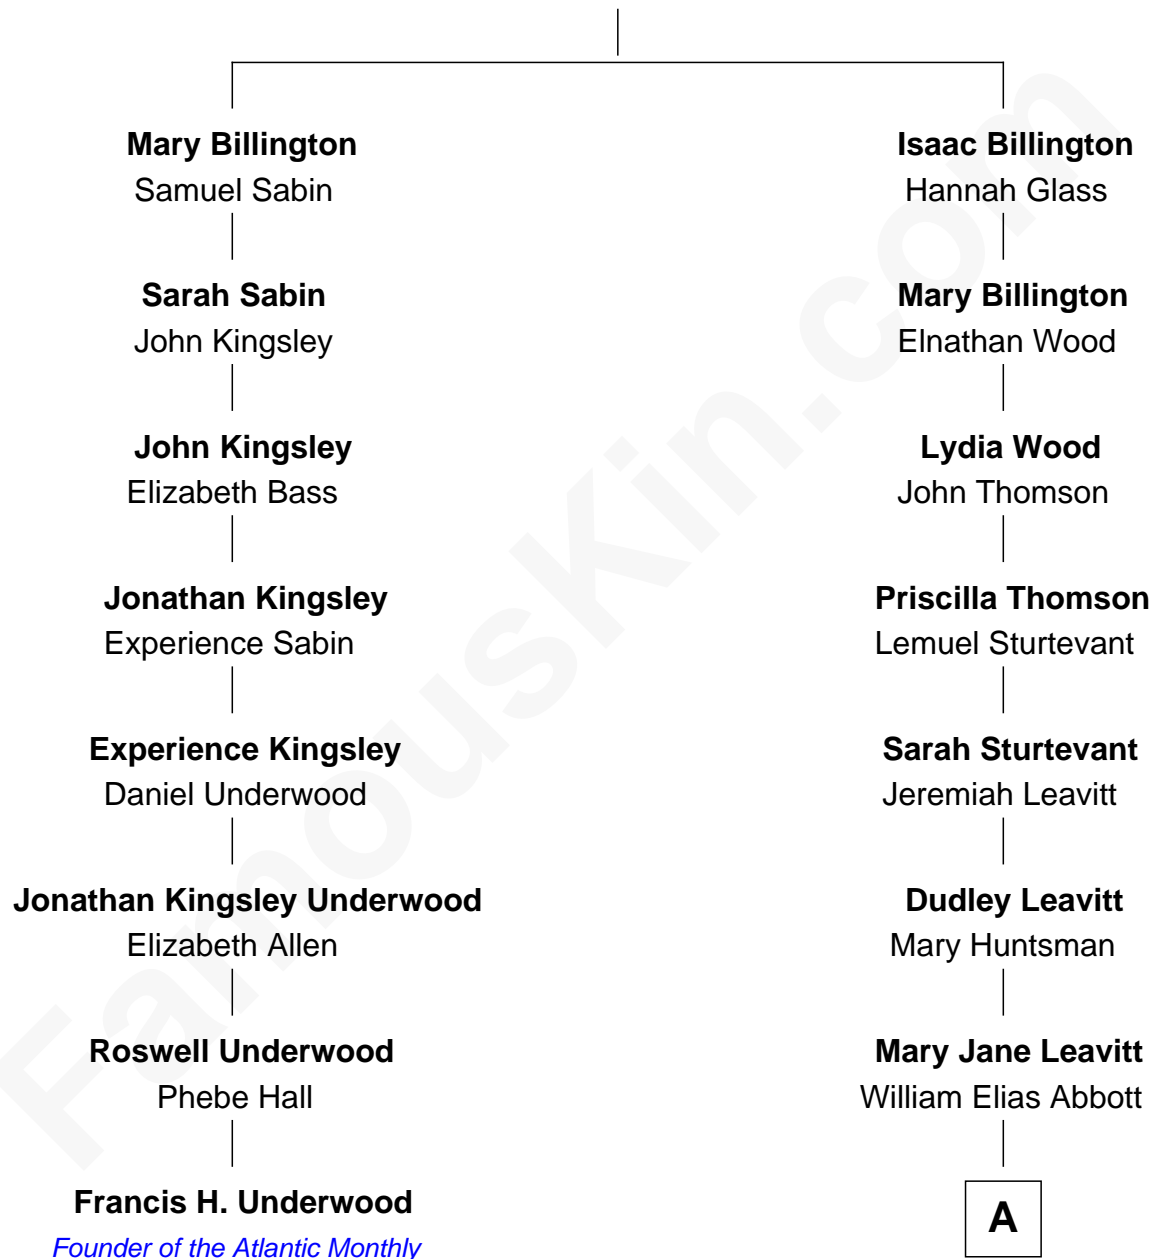 Mary Billington
Samuel Sabin
Isaac Billington
Hannah Glass
Sarah Sabin
John Kingsley
Mary Billington
Elnathan Wood
John Kingsley
Elizabeth Bass
Lydia Wood
John Thomson
Jonathan Kingsley
Experience Sabin
Priscilla Thomson
Lemuel Sturtevant
Experience Kingsley
Daniel Underwood
Sarah Sturtevant
Jeremiah Leavitt
Jonathan Kingsley Underwood
Elizabeth Allen
Dudley Leavitt
Mary Huntsman
Roswell Underwood
Phebe Hall
Mary Jane Leavitt
William Elias Abbott
Francis H. Underwood
Founder of the Atlantic Monthly
A
FamousKin.com